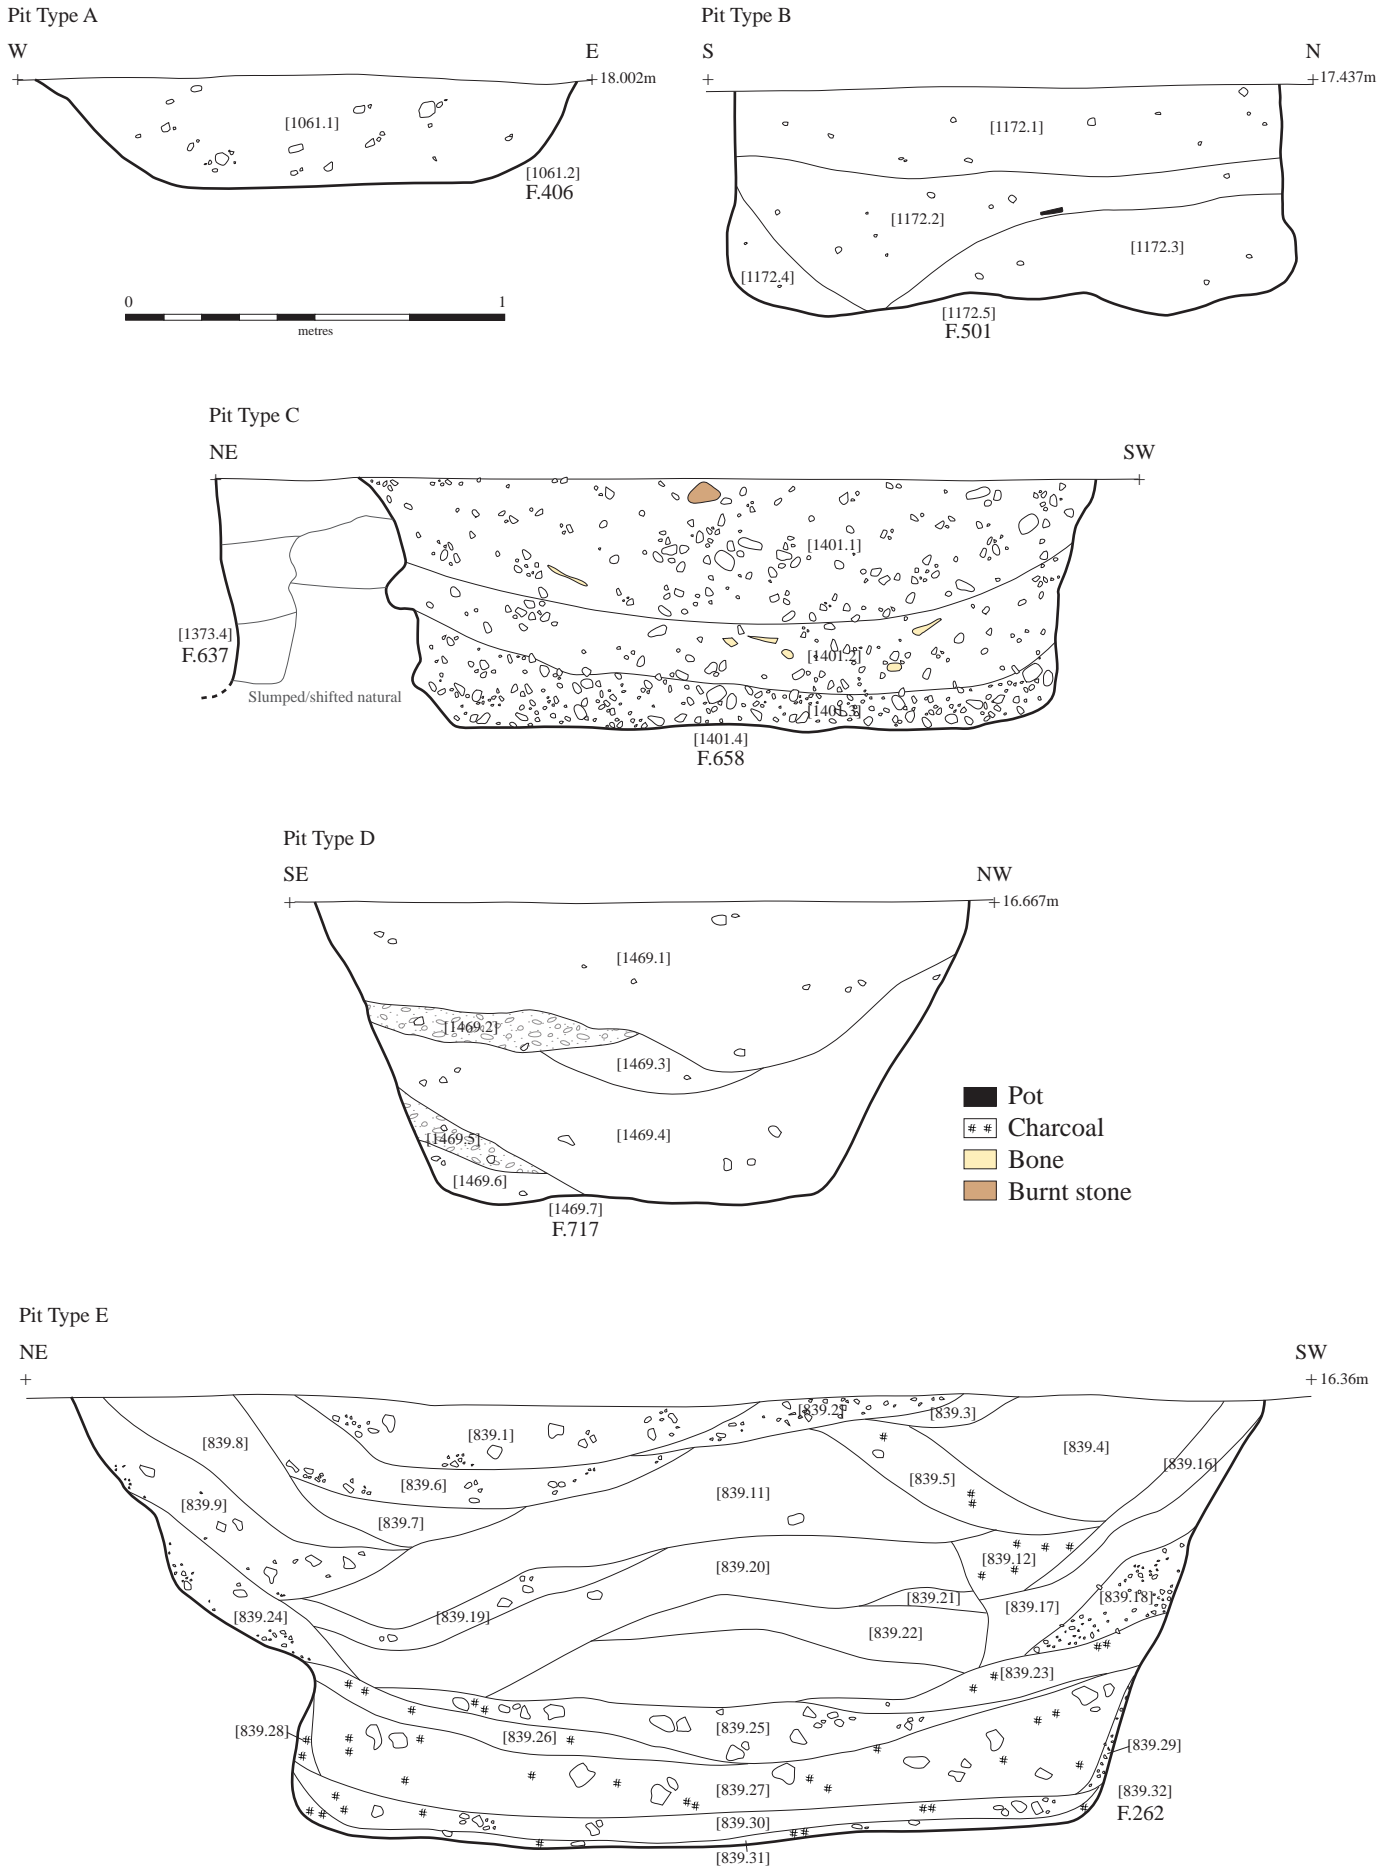 Pit Type A
W
E
18.002m
[1061.1]
[1061.2]
F.406
Pit Type B
S
N
17.437m
[1172.1]
[1172.2]
[1172.3]
[1172.4]
[1172.5]
F.501
0
1
metres
Pit Type C
NE
SW
[1401.1]
[1373.4]
F.637
[1401.2]
Slumped/shifted natural
[1401.3]
[1401.4]
F.658
Pit Type D
SE
NW
16.667m
[1469.1]
[1469.2]
[1469.3]
[1469.4]
[1469.5]
[1469.6]
[1469.7]
F.717
Pot
Charcoal
Bone
Burnt stone
Pit Type E
NE
SW
16.36m
[839.1]
[839.2]
[839.3]
[839.4]
[839.8]
[839.16]
[839.6]
[839.5]
[839.11]
[839.9]
[839.7]
[839.12]
[839.20]
[839.21]
[839.17]
[839.18]
[839.24]
[839.19]
[839.22]
[839.23]
[839.28]
[839.26]
[839.25]
[839.29]
[839.27]
[839.32]
F.262
[839.30]
[839.31]